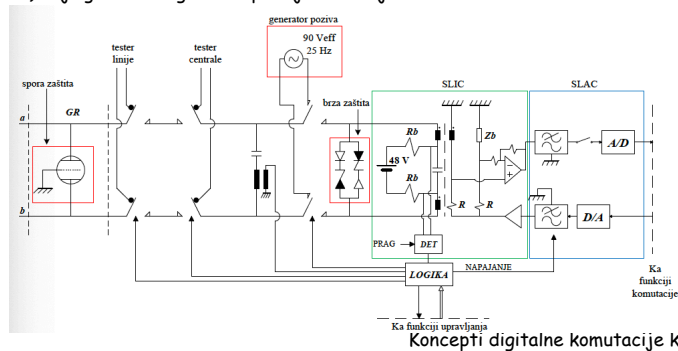 generator poziva
90 Veff
25 Hz
tester
linije
tester
centrale
SLIC
SLAC
spora zaštita
brza zaštita
a
GR
Rb
Zb
A/D
48 V
Rb
b
R
R
D/A
PRAG
DET
LOGIKA
NAPAJANJE
Ka
funkciji
komutacije
Ka funkciji upravljanja
Koncepti digitalne komutacije k